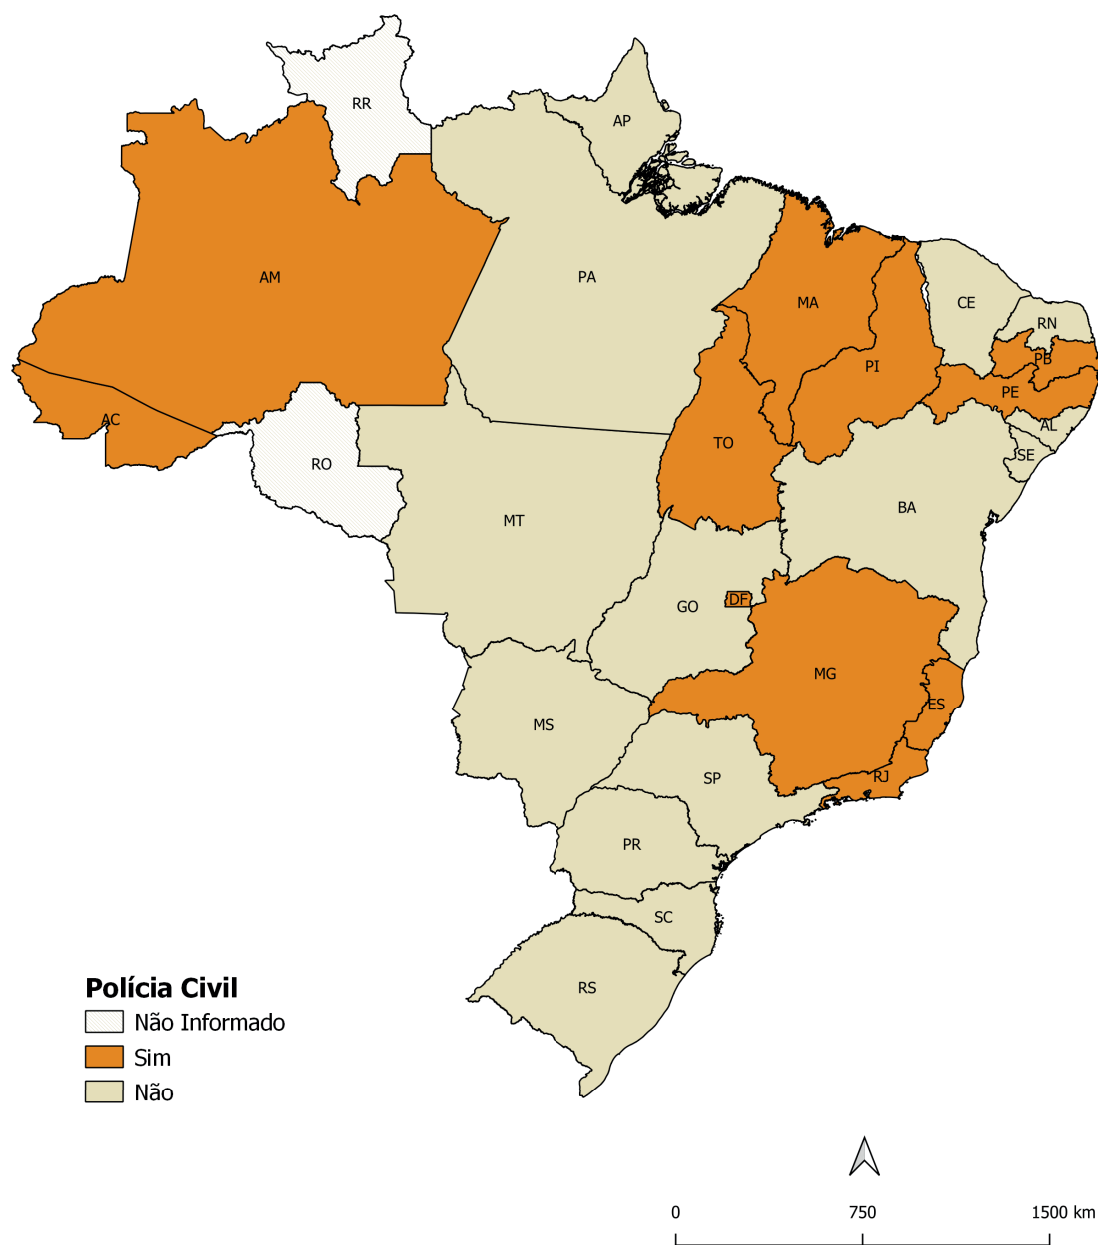 RR
AP
AM
PA
MA
CE
RN
PB
PI
PE
AC
AL
TO
SE
RO
BA
MT
DF
GO
MG
ES
MS
RJ
SP
PR
SC
RS
Polícia Civil
Não Informado
Sim
Não
0 750 1500 km